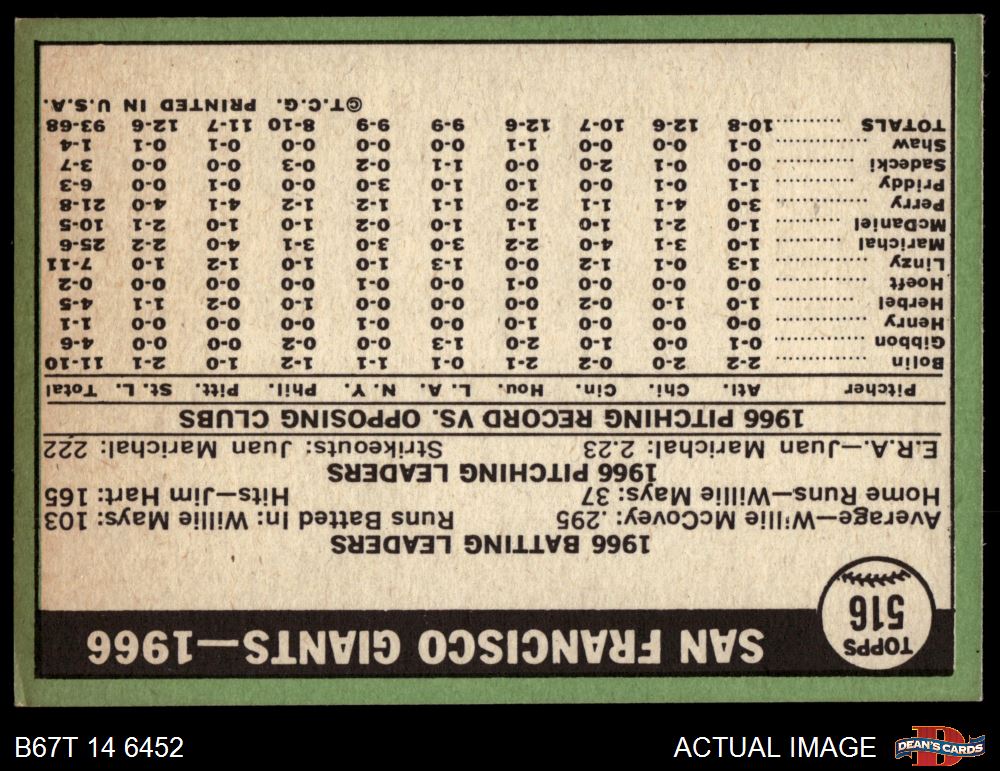 SAN FRANCISCO GIANTS—1966
TOPPS
516
1966 BATTING LEADERS
Average—Willie McCovey: .295 Runs Batted In: Willie Mays: 103
Home Runs—Willie Mays: 37 Hits—Jim Hart: 165
1966 PITCHING LEADERS
E.R.A.—Juan Marichal: 2.23 Strikeouts: Juan Marichal: 222
1966 PITCHING RECORD VS. OPPOSING CLUBS
Pitcher Atl. Chi. Cin. Hou. L. A. N. Y. Phil. Pitt. St. L. Total
Bolin 2-2 2-0 0-2 2-1 0-1 1-1 1-2 1-0 2-1 11-10
Gibbon 0-1 2-0 0-0 0-0 1-3 1-0 0-2 0-0 0-0 4-6
Henry 0-0 0-0 0-0 1-0 0-0 0-1 0-0 0-0 0-0 1-1
Herbel 1-0 1-0 0-2 0-0 0-0 1-0 0-0 0-2 1-1 4-5
Hoeft 0-0 0-1 0-0 0-0 0-0 0-1 0-0 0-0 0-0 0-2
Linzy 1-3 0-1 1-2 0-0 1-3 1-0 1-0 1-2 1-0 7-11
Marichal 1-0 3-1 4-0 2-2 3-0 3-0 3-1 4-0 2-2 25-6
McDaniel 1-0 2-1 1-0 1-0 1-1 0-2 1-0 1-0 2-1 10-5
Perry 3-0 4-1 1-1 2-0 1-1 1-2 1-2 4-1 4-0 21-8
Priddy 1-1 0-1 1-0 1-0 0-0 3-0 0-0 0-1 0-0 6-3
Sadecki 0-0 0-1 2-0 0-0 1-1 0-2 0-3 0-0 0-0 3-7
Shaw 0-1 0-0 0-0 1-1 0-0 0-0 0-0 0-1 0-1 1-4
TOTALS 10-8 12-6 10-7 12-6 9-9 9-9 8-10 11-7 12-6 93-68
©T.C.G. PRINTED IN U.S.A.
B67T 14 6452
ACTUAL IMAGE
DEAN'S CARDS